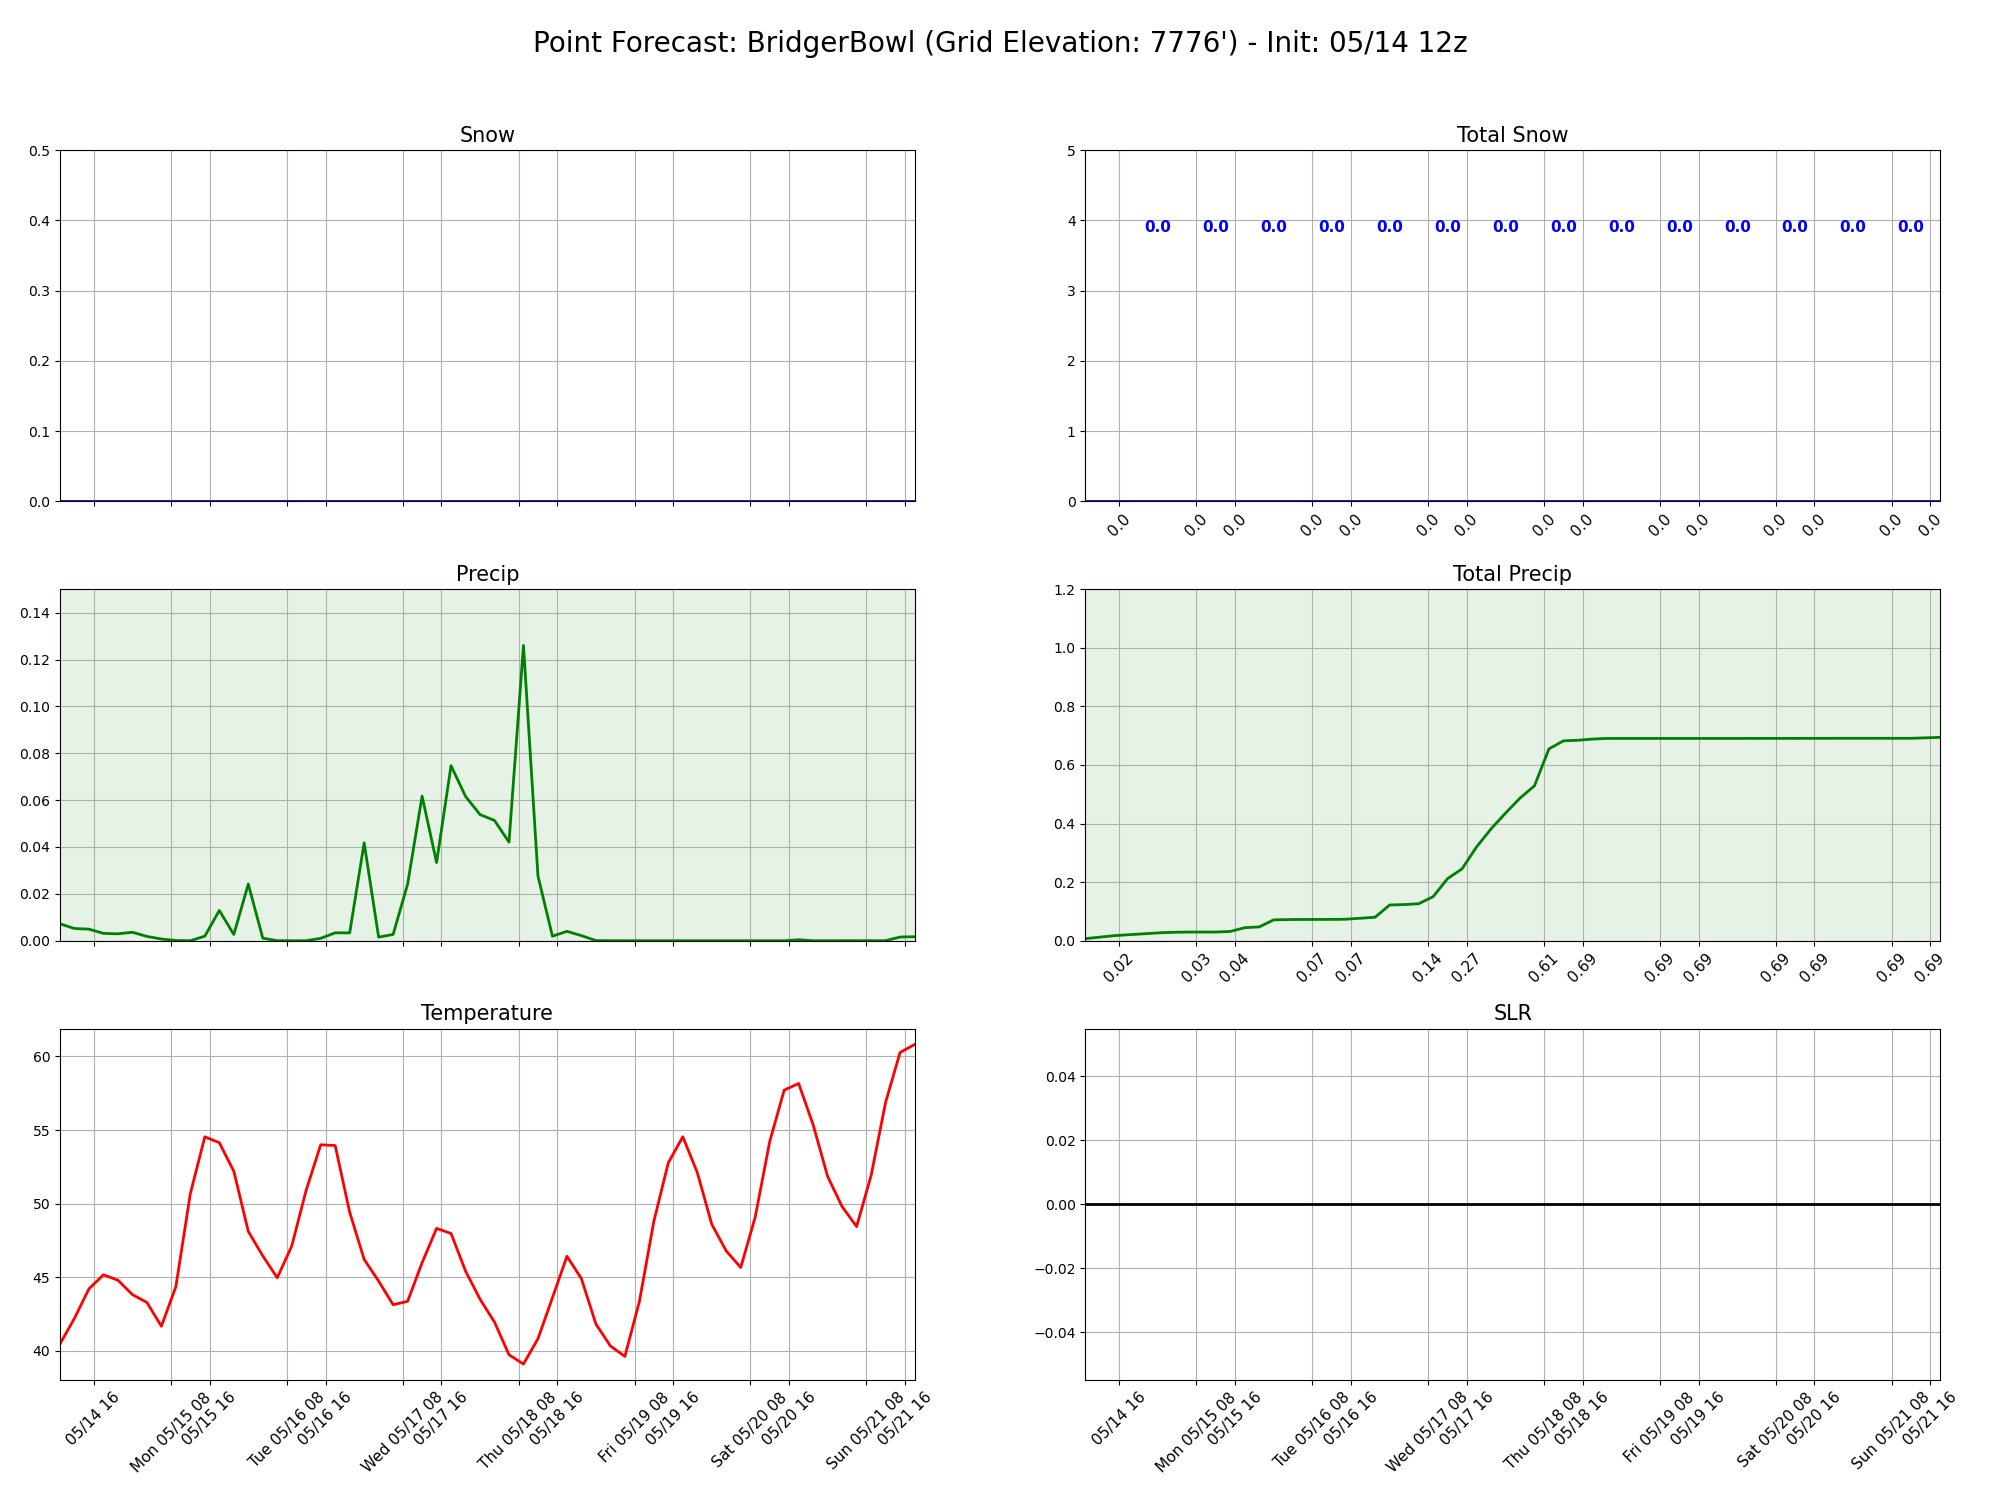 Point Forecast: BridgerBowl (Grid Elevation: 7776') - Init: 05/14 12z
Snow
0.5
0.4
0.3
0.2
0.1
0.0
Total Snow
5
4
3
2
1
0
0.0 0.0 0.0 0.0 0.0 0.0 0.0 0.0 0.0 0.0 0.0 0.0 0.0 0.0
0.0 0.0 0.0 0.0 0.0 0.0 0.0 0.0 0.0 0.0 0.0 0.0 0.0 0.0 0.0
Precip
0.14
0.12
0.10
0.08
0.06
0.04
0.02
0.00
Total Precip
1.2
1.0
0.8
0.6
0.4
0.2
0.0
0.02 0.03 0.04 0.07 0.07 0.14 0.27 0.61 0.69 0.69 0.69 0.69 0.69 0.69 0.69
Temperature
60
55
50
45
40
05/14 16
Mon 05/15 08
05/15 16
Tue 05/16 08
05/16 16
Wed 05/17 08
05/17 16
Thu 05/18 08
05/18 16
Fri 05/19 08
05/19 16
Sat 05/20 08
05/20 16
Sun 05/21 08
05/21 16
SLR
0.04
0.02
0.00
−0.02
−0.04
05/14 16
Mon 05/15 08
05/15 16
Tue 05/16 08
05/16 16
Wed 05/17 08
05/17 16
Thu 05/18 08
05/18 16
Fri 05/19 08
05/19 16
Sat 05/20 08
05/20 16
Sun 05/21 08
05/21 16